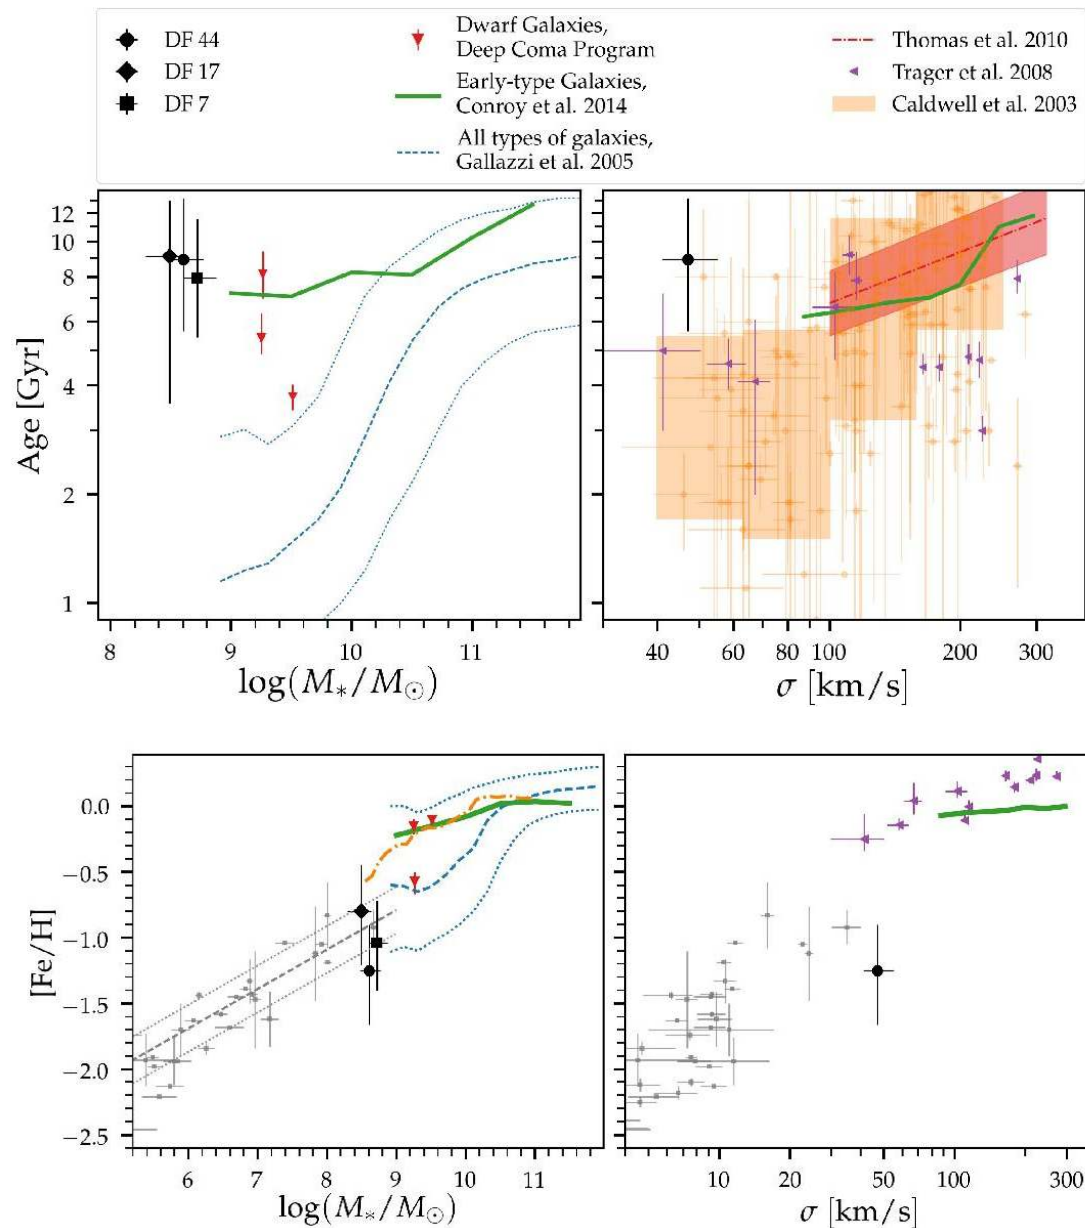 DF 44
DF 17
DF 7
Dwarf Galaxies,
Deep Coma Program
Early-type Galaxies,
Conroy et al. 2014
All types of galaxies,
Gallazzi et al. 2005
Thomas et al. 2010
Trager et al. 2008
Caldwell et al. 2003
Age [Gyr]
12
10
8
6
4
2
1
8 9 10 11
log(M∗/M⊙)
40 60 80 100 200 300
σ [km/s]
[Fe/H]
0.0
−0.5
−1.0
−1.5
−2.0
−2.5
6 7 8 9 10 11
log(M∗/M⊙)
10 50 100 300
σ [km/s]